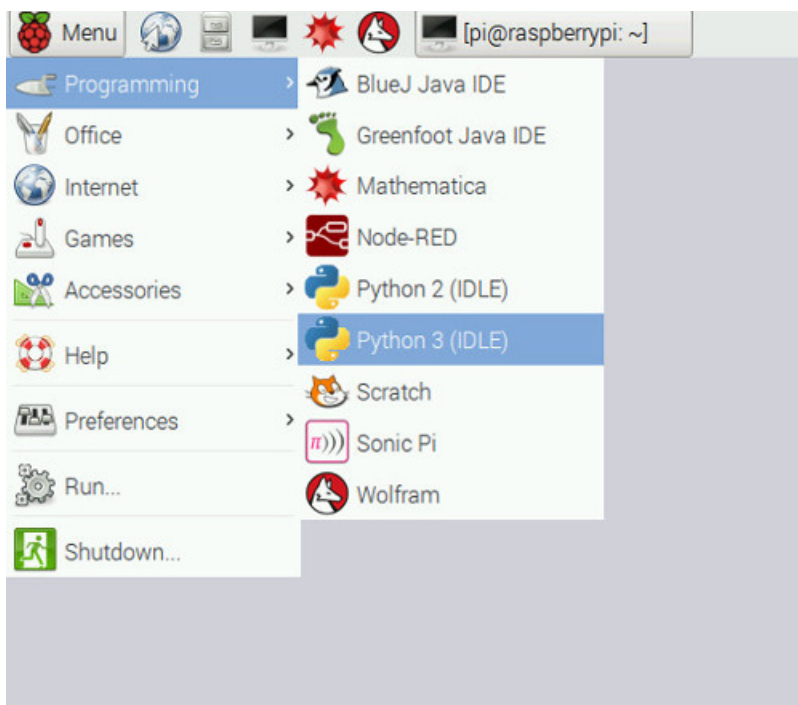 Menu [pi@raspberrypi: ~]
Programming
Office
Internet
Games
Accessories
Help
Preferences
Run...
Shutdown...
BlueJ Java IDE
Greenfoot Java IDE
Mathematica
Node-RED
Python 2 (IDLE)
Python 3 (IDLE)
Scratch
π))) Sonic Pi
Wolfram